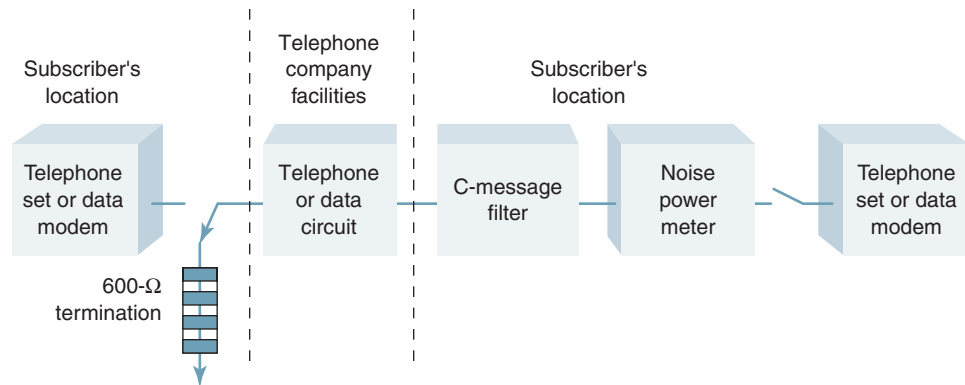 Subscriber's
location
Telephone
company
facilities
Subscriber's
location
Telephone
set or data
modem
Telephone
or data
circuit
C-message
filter
Noise
power
meter
Telephone
set or data
modem
600-Ω
termination